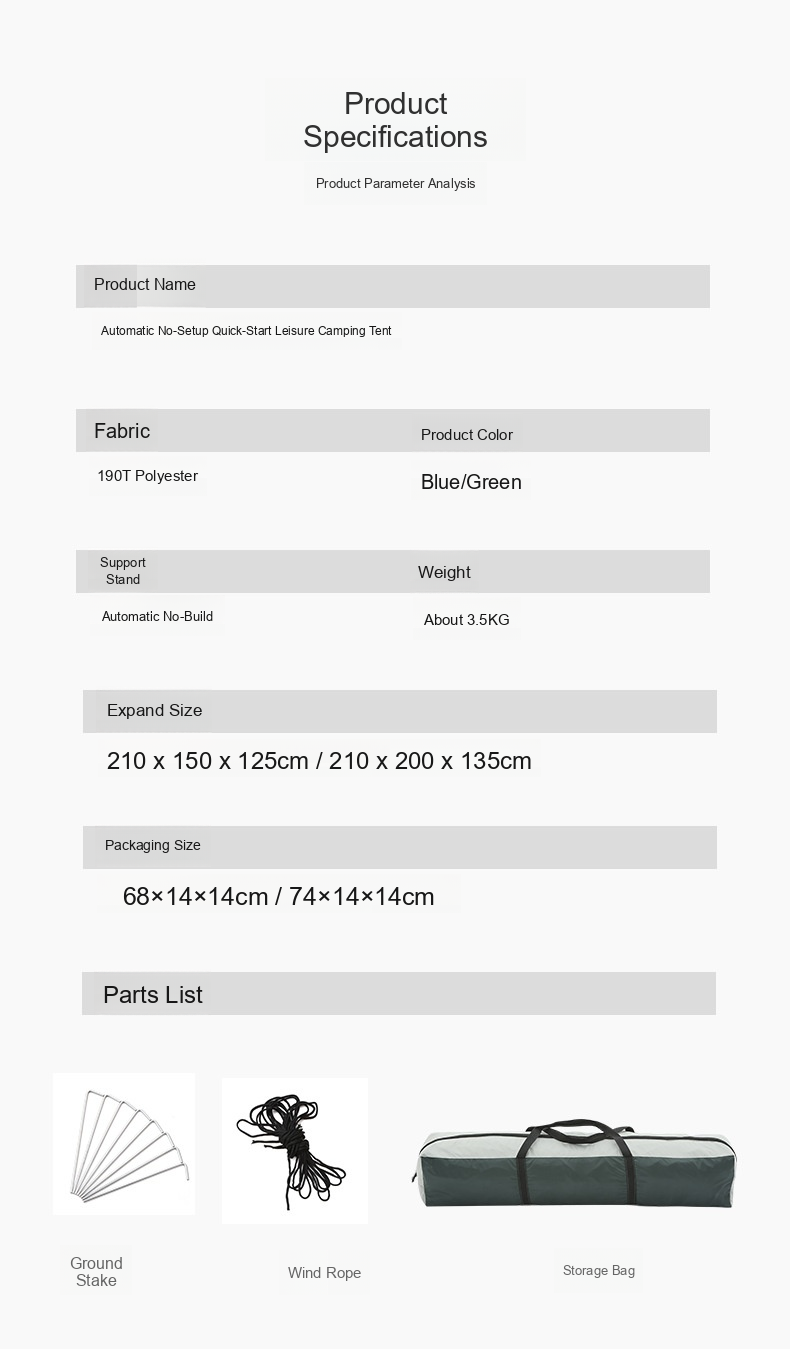 Product
Specifications
Product Parameter Analysis
Product Name
Automatic No-Setup Quick-Start Leisure Camping Tent
Fabric
Product Color
190T Polyester
Blue/Green
Support
Stand
Weight
Automatic No-Build
About 3.5KG
Expand Size
210 x 150 x 125cm / 210 x 200 x 135cm
Packaging Size
68×14×14cm / 74×14×14cm
Parts List
Ground
Stake
Wind Rope
Storage Bag